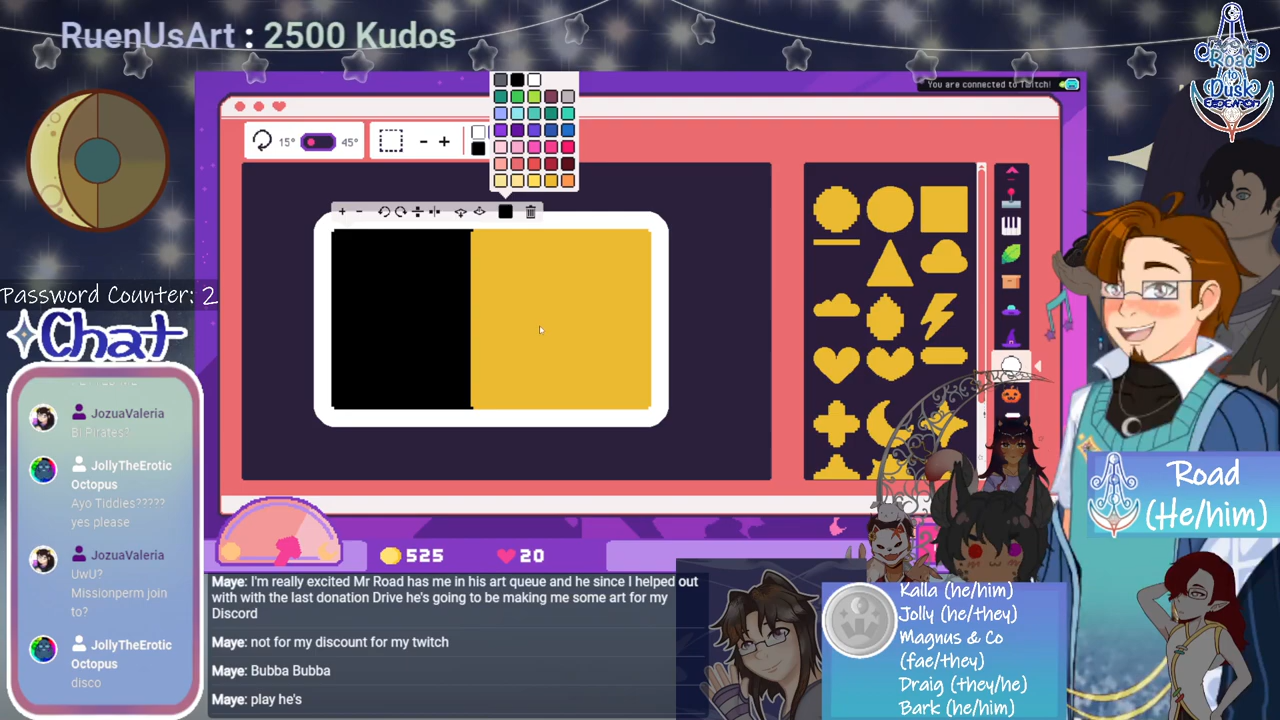 RuenUsArt : 2500 Kudos
You are connected to Twitch!
Road
to
Dusk
15°
45°
Password Counter: 2
Chat
JozuaValeria
Bi Pirates?
JollyTheErotic
Octopus
Ayo Tiddies?????
yes please
JozuaValeria
UwU?
Missionperm join
to?
JollyTheErotic
Octopus
disco
525
20
Maye: I'm really excited Mr Road has me in his art queue and he since I helped out
with with the last donation Drive he's going to be making me some art for my
Discord
Maye: not for my discount for my twitch
Maye: Bubba Bubba
Maye: play he's
Road
(He/him)
Kalla (he/him)
Jolly (he/they)
Magnus & Co
(fae/they)
Draig (they/he)
Bark (he/him)